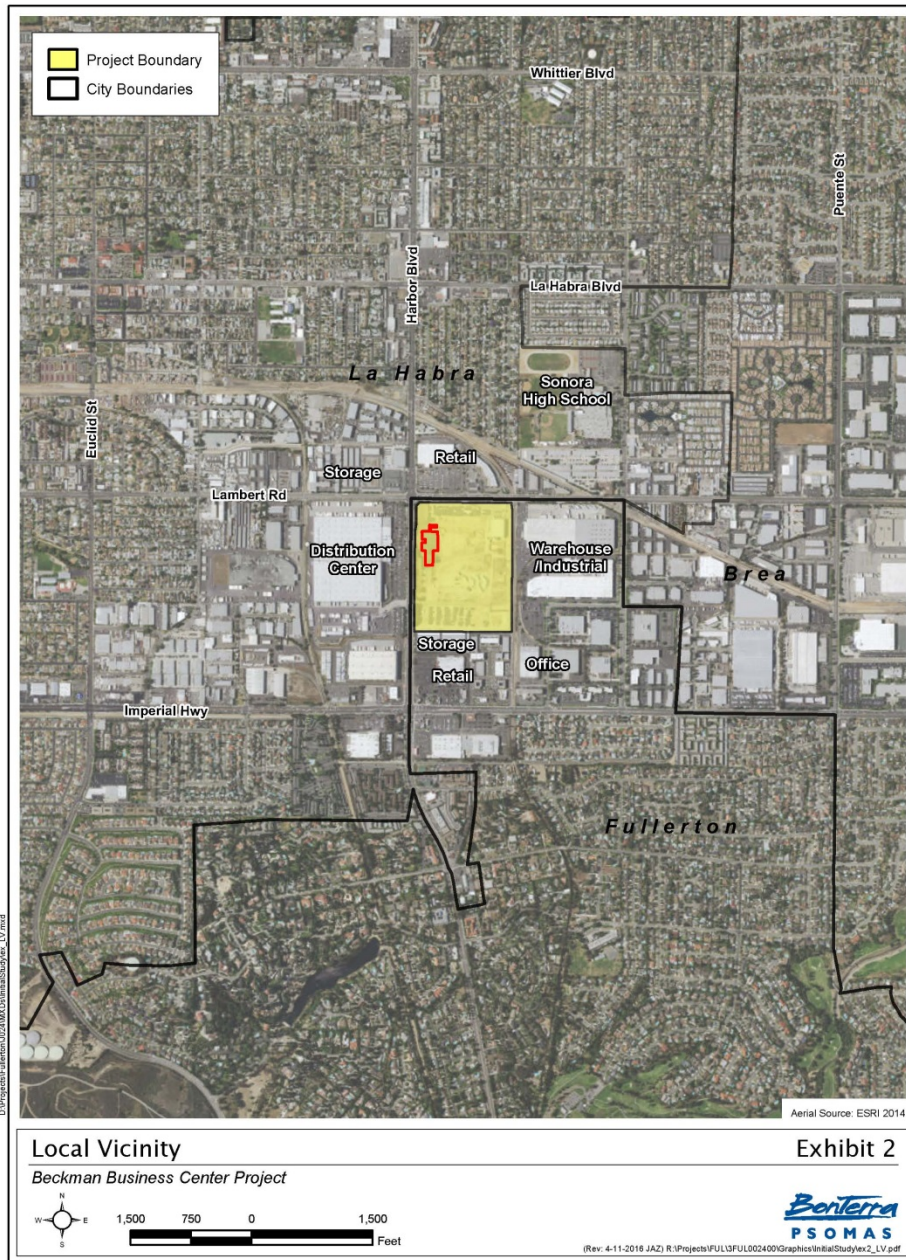 Project Boundary
City Boundaries
Whittier Blvd
Puente St
Harbor Blvd
La Habra Blvd
La Habra
Sonora
High School
Euclid St
Retail
Storage
Lambert Rd
Distribution
Center
Warehouse
/Industrial
Brea
Storage
Office
Retail
Imperial Hwy
Fullerton
Aerial Source: ESRI 2014
Local Vicinity
Exhibit 2
Beckman Business Center Project
N
W
E
S
1,500 750 0 1,500
Feet
BonTerra
PSOMAS
(Rev: 4-11-2016 JAZ) R:\Projects\FUL\3FUL002400\Graphics\InitialStudy\ex2_LV.pdf